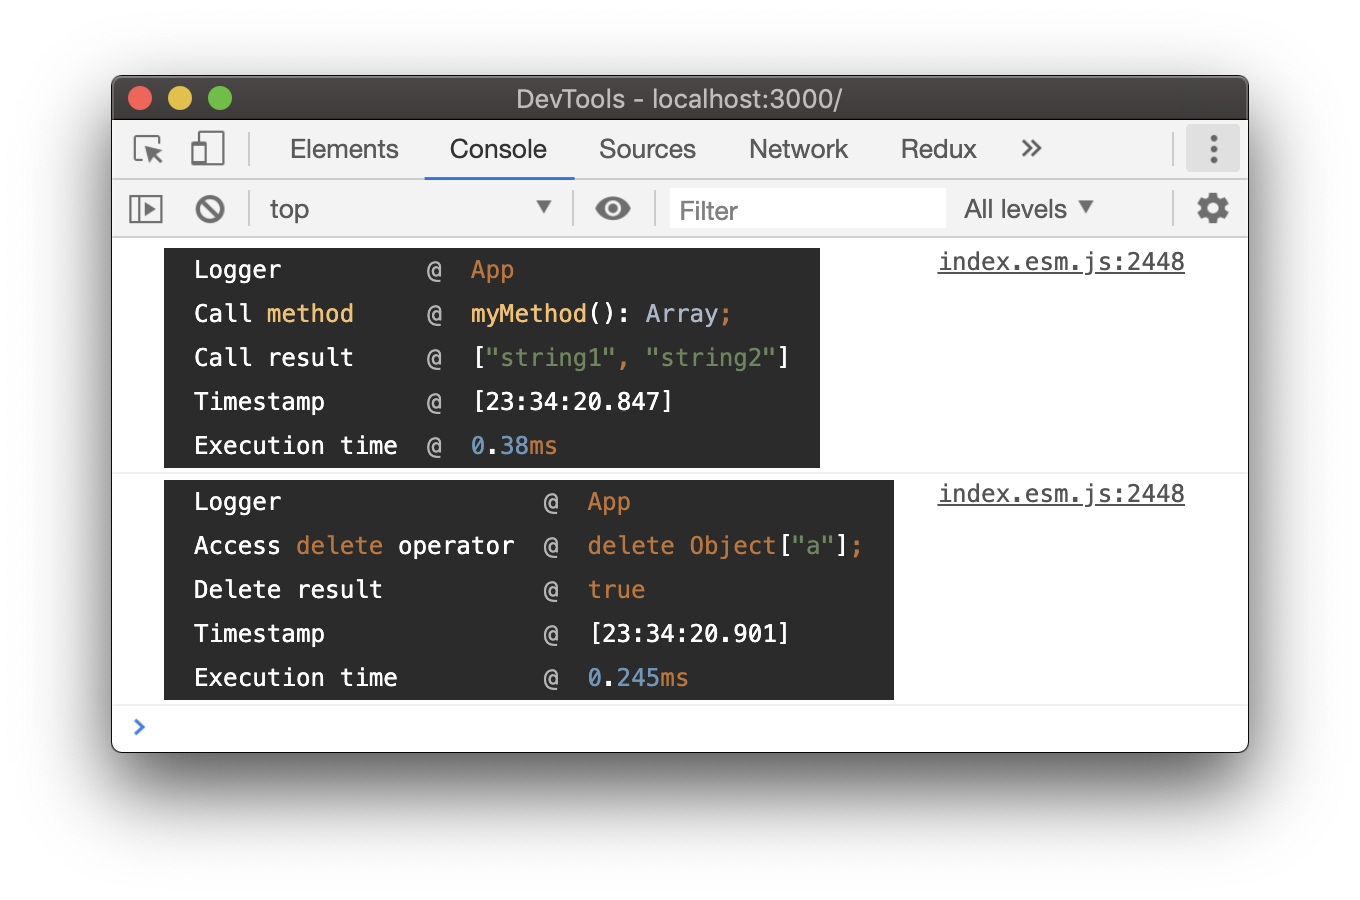 DevTools - localhost:3000/
Elements Console Sources Network Redux »
top ▼ Filter All levels ▼
Logger @ App index.esm.js:2448
Call method @ myMethod(): Array;
Call result @ ["string1", "string2"]
Timestamp @ [23:34:20.847]
Execution time @ 0.38ms
Logger @ App index.esm.js:2448
Access delete operator @ delete Object["a"];
Delete result @ true
Timestamp @ [23:34:20.901]
Execution time @ 0.245ms